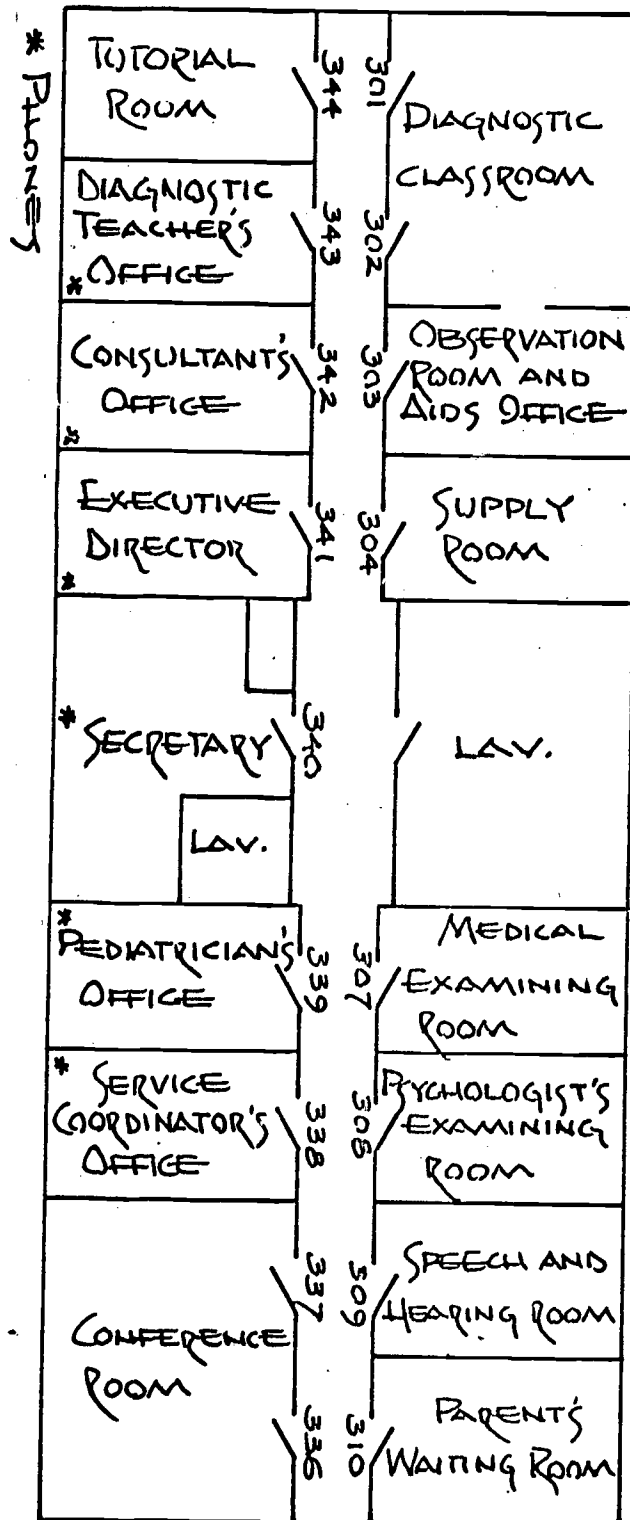 * PHONES
TUTORIAL
ROOM
344
301
DIAGNOSTIC
CLASSROOM
DIAGNOSTIC
TEACHER'S
* OFFICE
343
302
CONSULTANT'S
OFFICE
*
342
303
OBSERVATION
ROOM AND
AIDS OFFICE
EXECUTIVE
DIRECTOR
*
341
304
SUPPLY
ROOM
* SECRETARY
340
LAV.
LAV.
*
PEDIATRICIAN'S
OFFICE
339
307
MEDICAL
EXAMINING
ROOM
* SERVICE
COORDINATOR'S
OFFICE
338
308
PSYCHOLOGIST'S
EXAMINING
ROOM
337
309
SPEECH AND
HEARING ROOM
CONFERENCE
ROOM
336
310
PARENT'S
WAITING ROOM